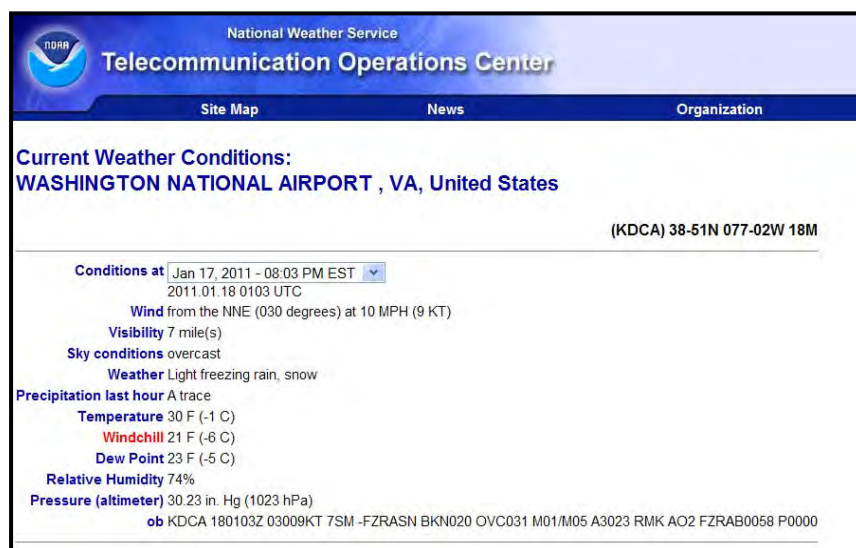 NOAA
National Weather Service
Telecommunication Operations Center
Site Map News Organization
Current Weather Conditions:
WASHINGTON NATIONAL AIRPORT , VA, United States
(KDCA) 38-51N 077-02W 18M
Conditions at Jan 17, 2011 - 08:03 PM EST
2011.01.18 0103 UTC
Wind from the NNE (030 degrees) at 10 MPH (9 KT)
Visibility 7 mile(s)
Sky conditions overcast
Weather Light freezing rain, snow
Precipitation last hour A trace
Temperature 30 F (-1 C)
Windchill 21 F (-6 C)
Dew Point 23 F (-5 C)
Relative Humidity 74%
Pressure (altimeter) 30.23 in. Hg (1023 hPa)
ob KDCA 180103Z 03009KT 7SM -FZRASN BKN020 OVC031 M01/M05 A3023 RMK AO2 FZRAB0058 P0000